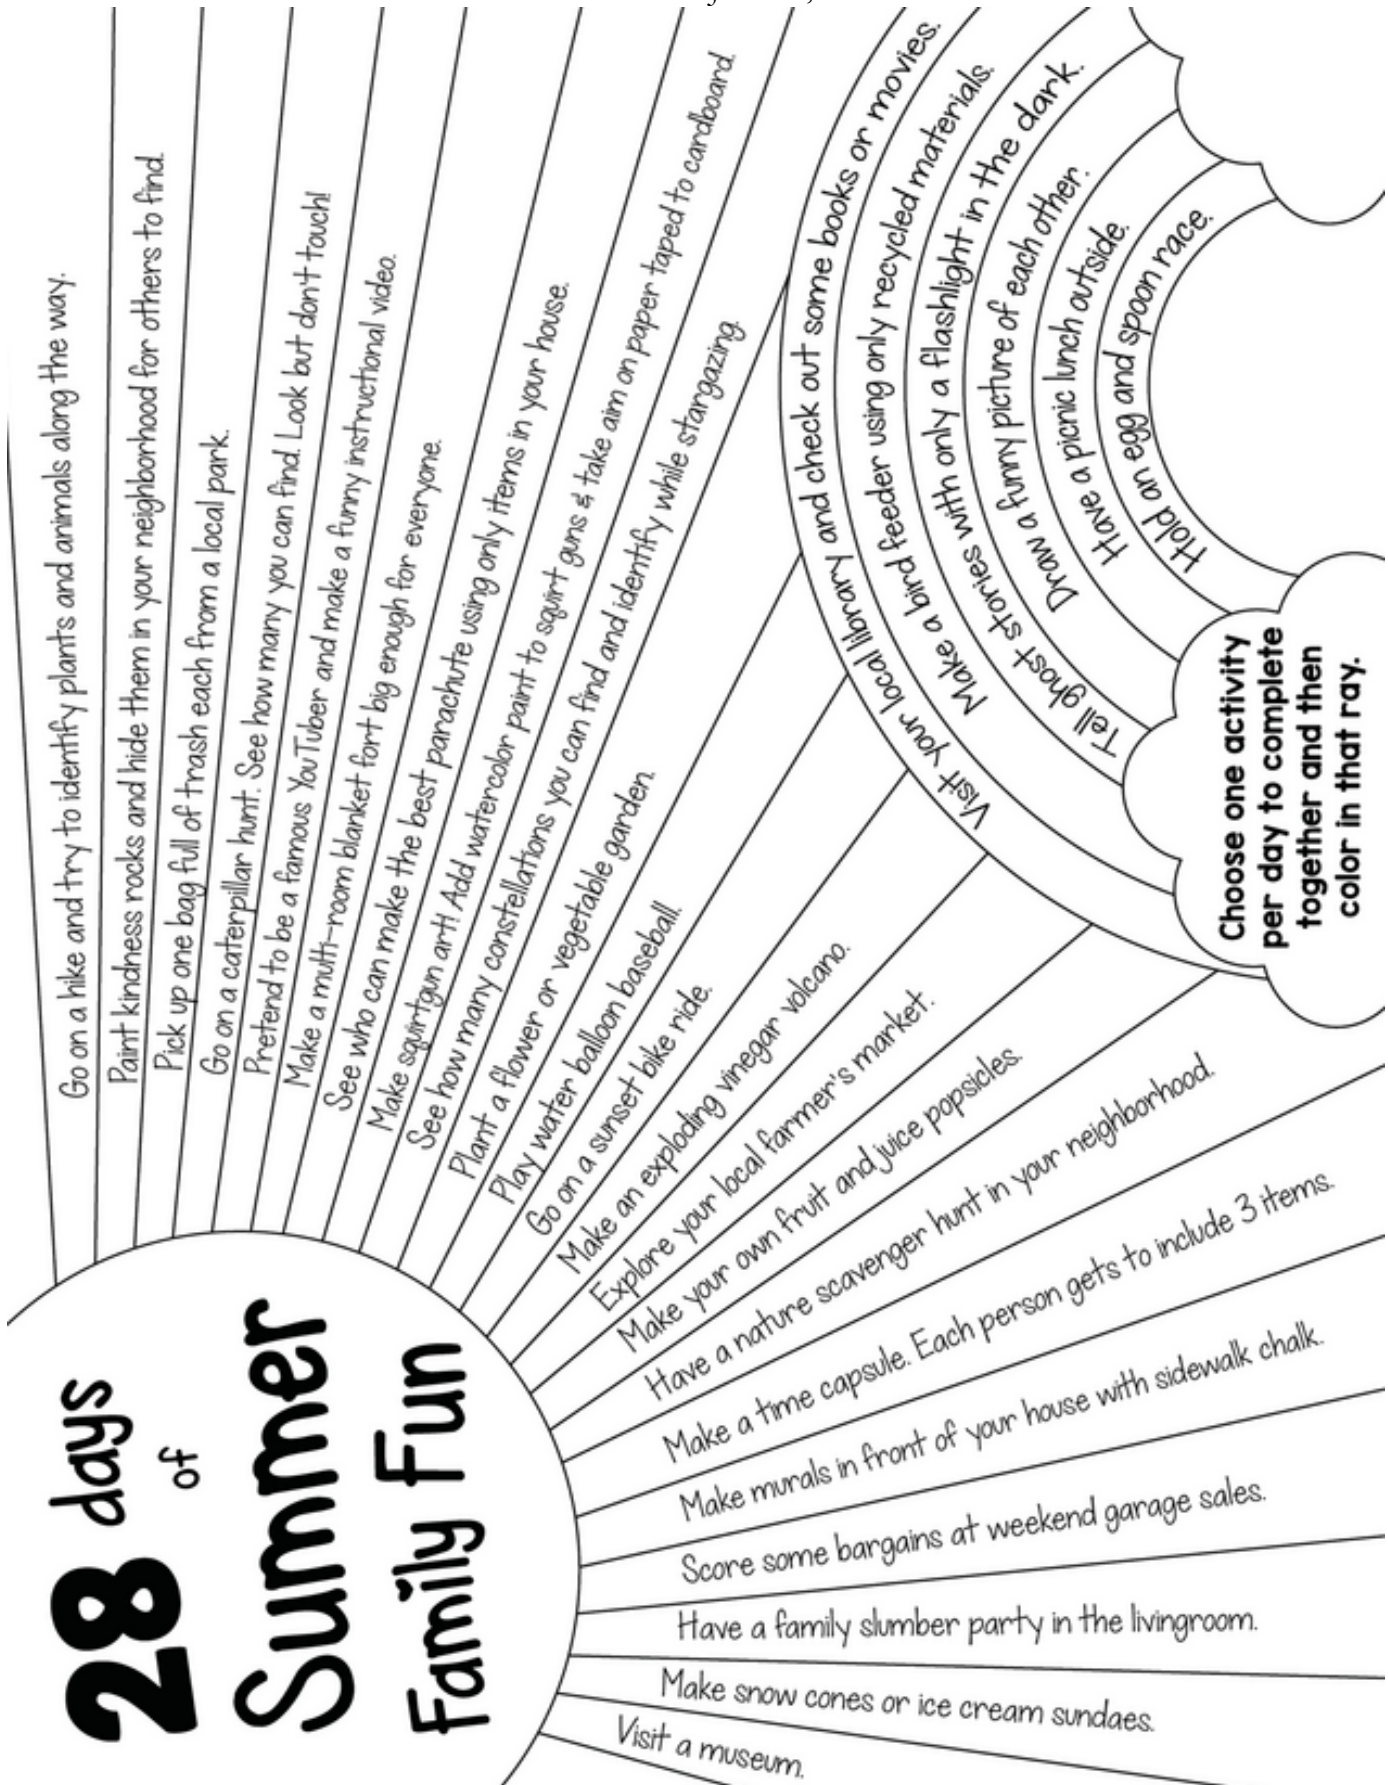 28 days
of
Summer
Family Fun
Go on a hike and try to identify plants and animals along the way.
Paint kindness rocks and hide them in your neighborhood for others to find.
Pick up one bag full of trash each from a local park.
Go on a caterpillar hunt. See how many you can find. Look but don't touch!
Pretend to be a famous YouTuber and make a funny instructional video.
Make a multi-room blanket fort big enough for everyone.
See who can make the best parachute using only items in your house.
Make squirtgun art! Add watercolor paint to squirt guns & take aim on paper taped to cardboard.
See how many constellations you can find and identify while stargazing.
Plant a flower or vegetable garden.
Play water balloon baseball.
Go on a sunset bike ride.
Make an exploding vinegar volcano.
Explore your local farmer's market.
Make your own fruit and juice popsicles.
Have a nature scavenger hunt in your neighborhood.
Make a time capsule. Each person gets to include 3 items.
Make murals in front of your house with sidewalk chalk.
Score some bargains at weekend garage sales.
Have a family slumber party in the livingroom.
Make snow cones or ice cream sundaes.
Visit a museum.
Visit your local library and check out some books or movies.
Make a bird feeder using only recycled materials.
Tell ghost stories with only a flashlight in the dark.
Draw a funny picture of each other.
Have a picnic lunch outside.
Hold an egg and spoon race.
Choose one activity
per day to complete
together and then
color in that ray.